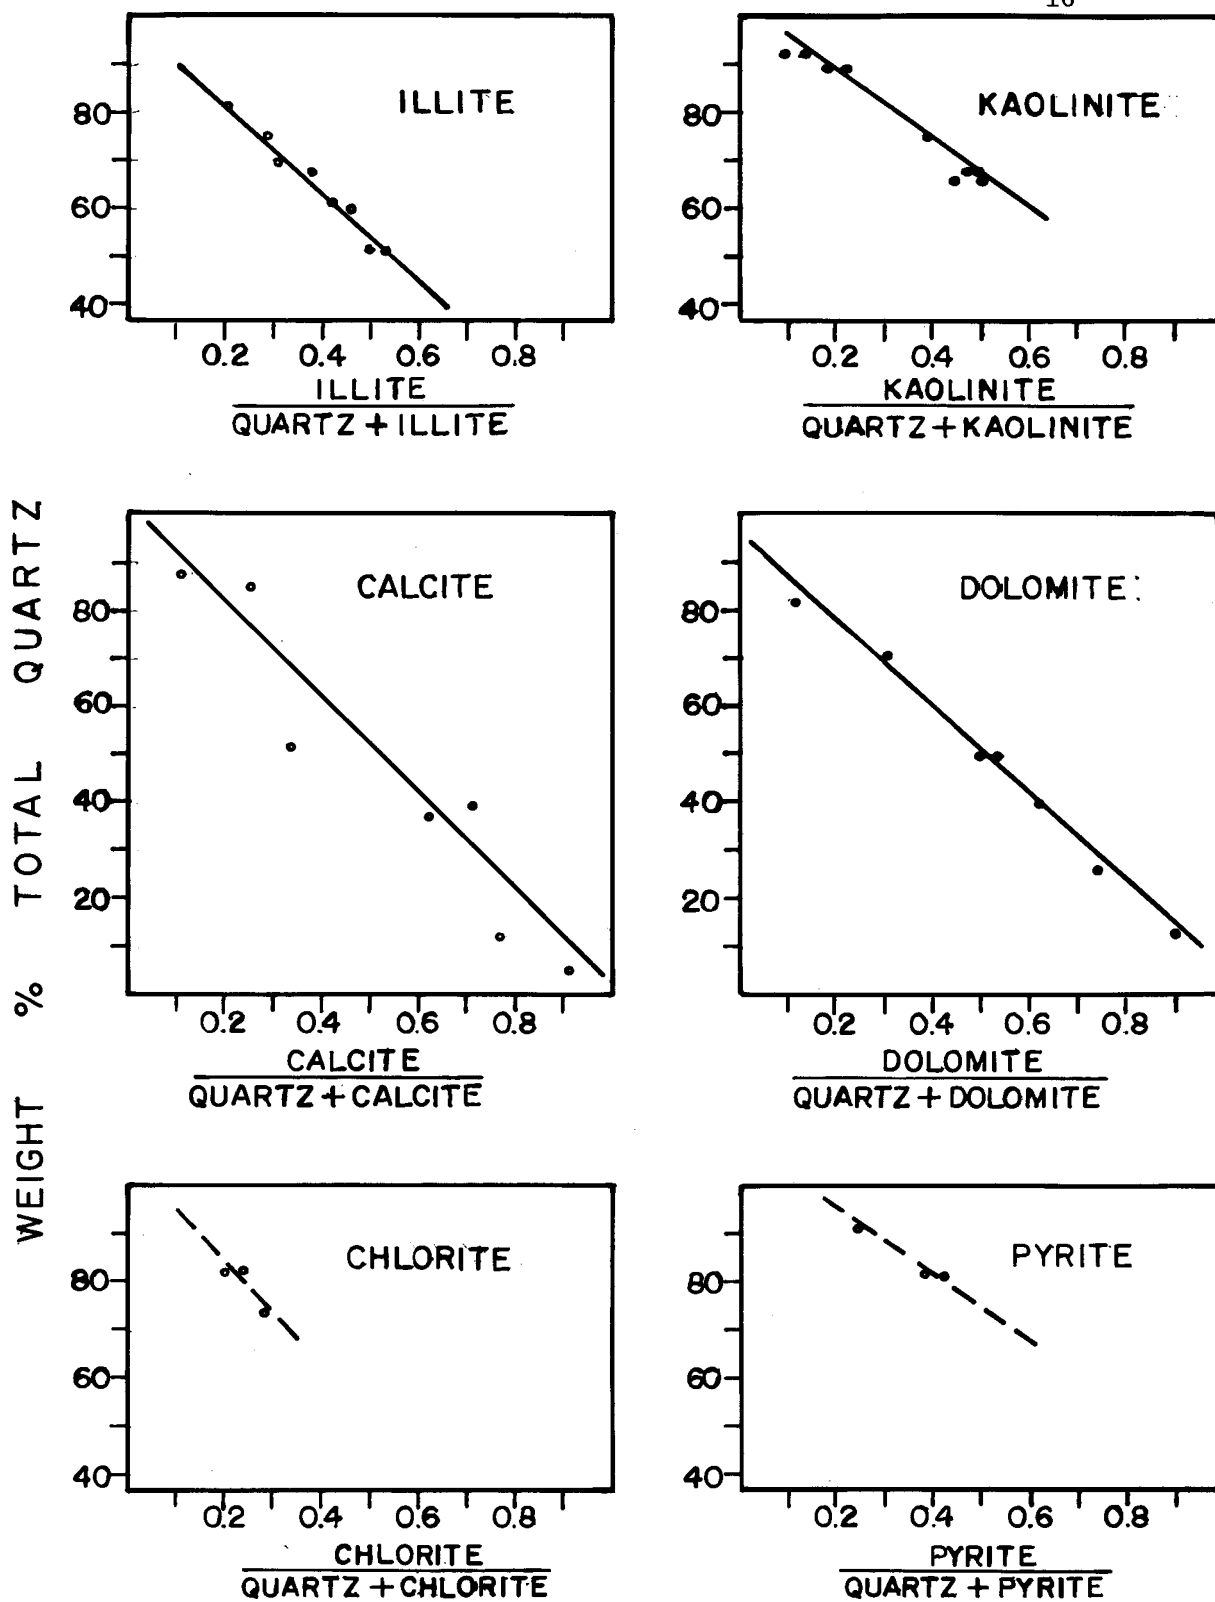 WEIGHT % TOTAL QUARTZ
ILLITE
80
60
40
0.2 0.4 0.6 0.8
ILLITE
QUARTZ + ILLITE
KAOLINITE
80
60
40
0.2 0.4 0.6 0.8
KAOLINITE
QUARTZ + KAOLINITE
CALCITE
80
60
40
20
0.2 0.4 0.6 0.8
CALCITE
QUARTZ + CALCITE
DOLOMITE
80
60
40
20
0.2 0.4 0.6 0.8
DOLOMITE
QUARTZ + DOLOMITE
CHLORITE
80
60
40
0.2 0.4 0.6 0.8
CHLORITE
QUARTZ + CHLORITE
PYRITE
80
60
40
0.2 0.4 0.6 0.8
PYRITE
QUARTZ + PYRITE